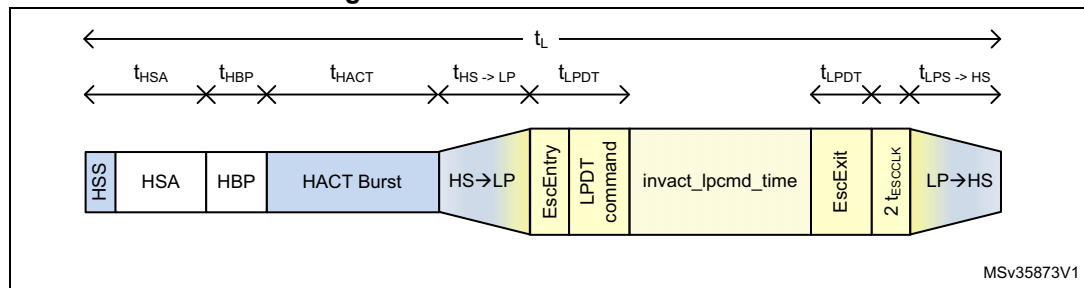 tL
tHSA tHBP tHACT tHS -> LP tLPDT tLPDT tLPS -> HS
HSS HSA HBP HACT Burst HS→LP EscEntry LPDT command invact_lpcmd_time EscExit 2 tESCCLK LP→HS
MSv35873V1